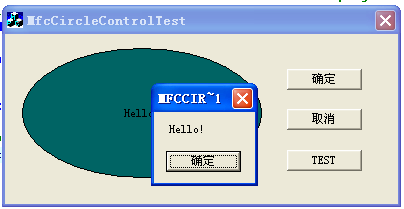 MfcCircleControlTest
Hello
MFCCIR~1
Hello!
确定
确定
取消
TEST